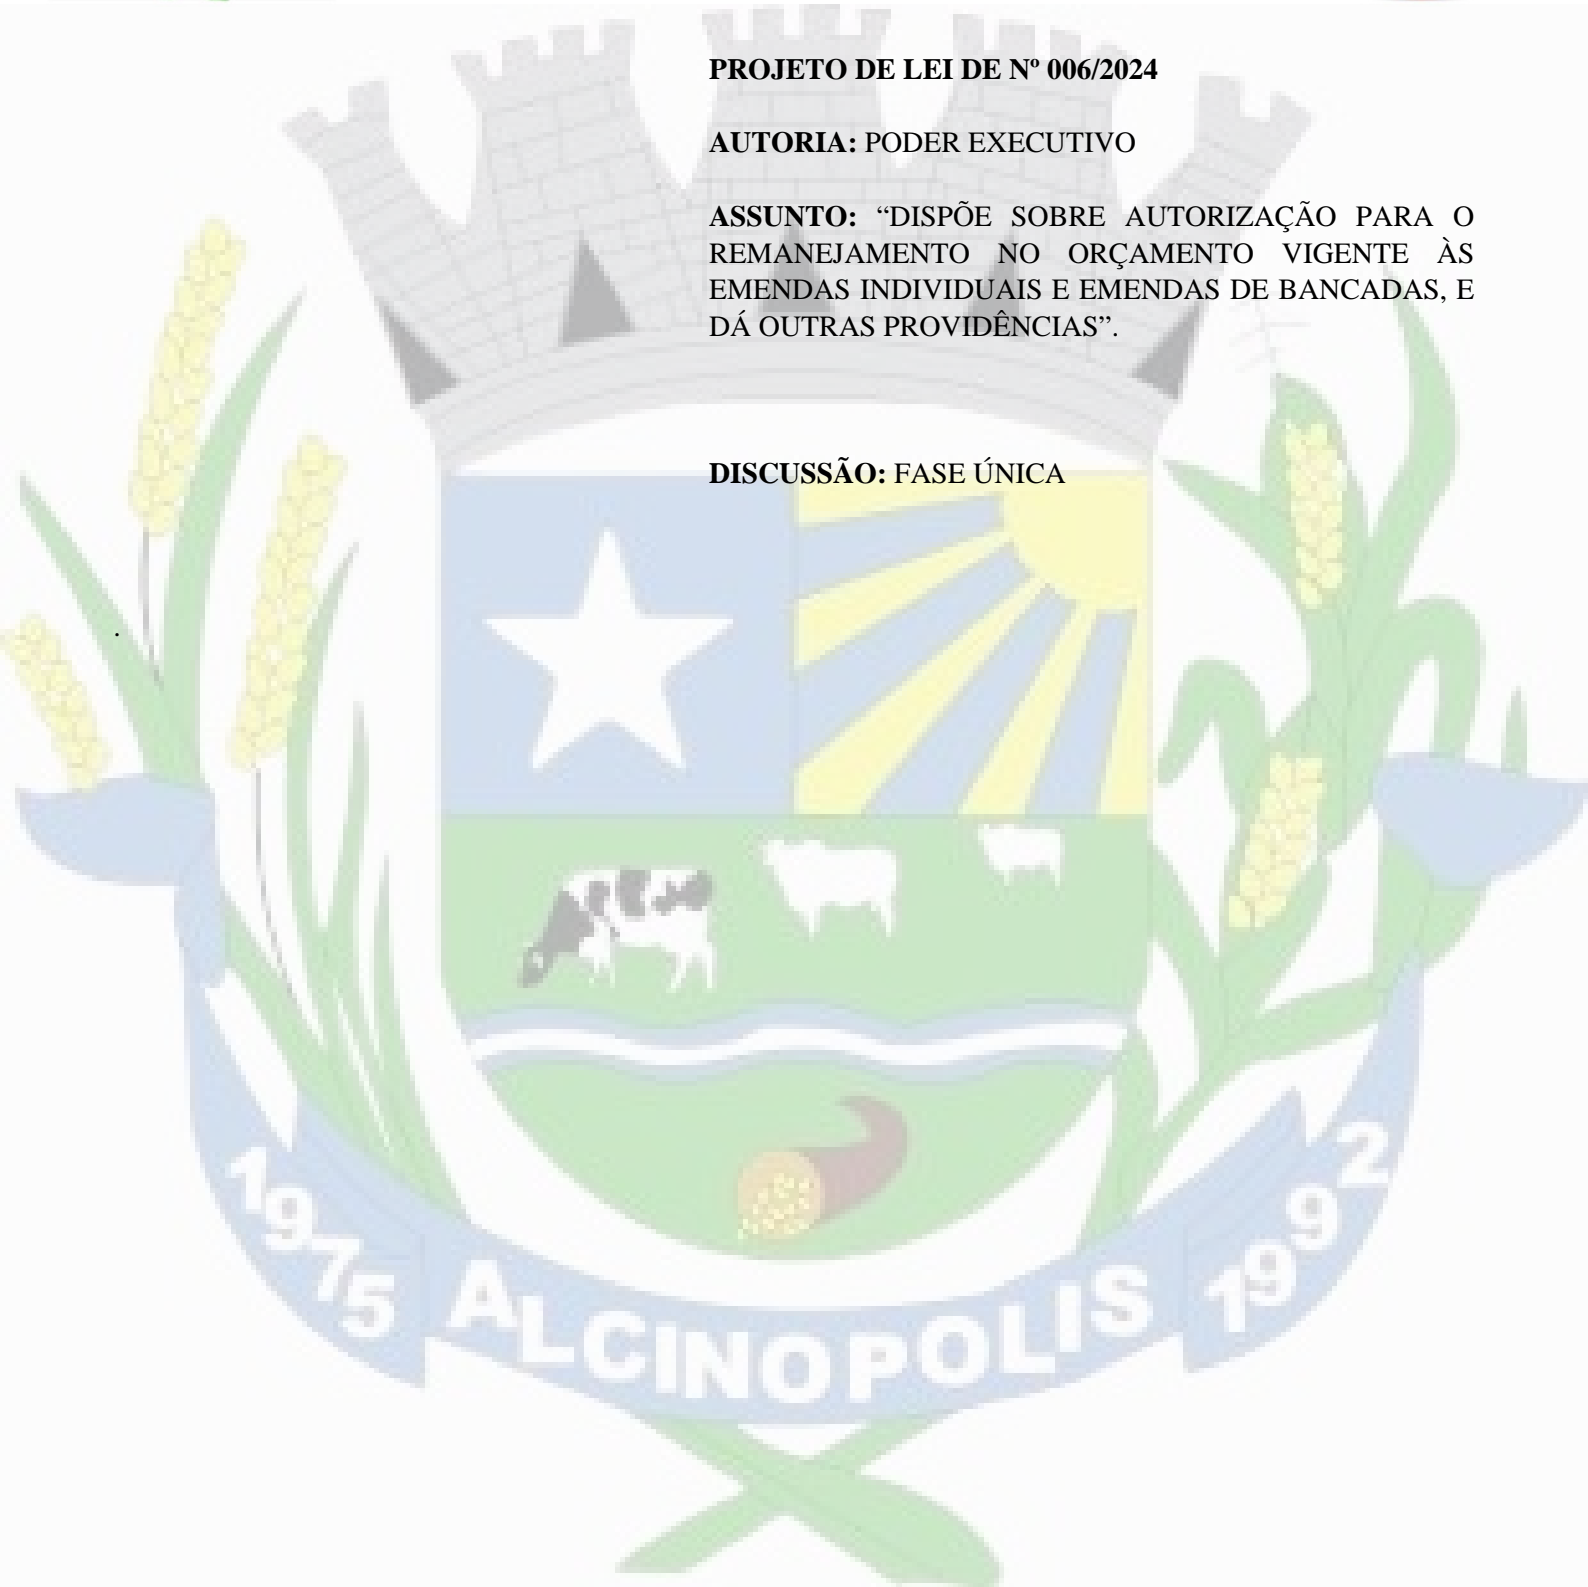 PROJETO DE LEI DE Nº 006/2024
AUTORIA: PODER EXECUTIVO
ASSUNTO: “DISPÕE SOBRE AUTORIZAÇÃO PARA O
REMANEJAMENTO NO ORÇAMENTO VIGENTE ÀS
EMENDAS INDIVIDUAIS E EMENDAS DE BANCADAS, E
DÁ OUTRAS PROVIDÊNCIAS”.
DISCUSSÃO: FASE ÚNICA
.
1975 ALCINOPOLIS 1992